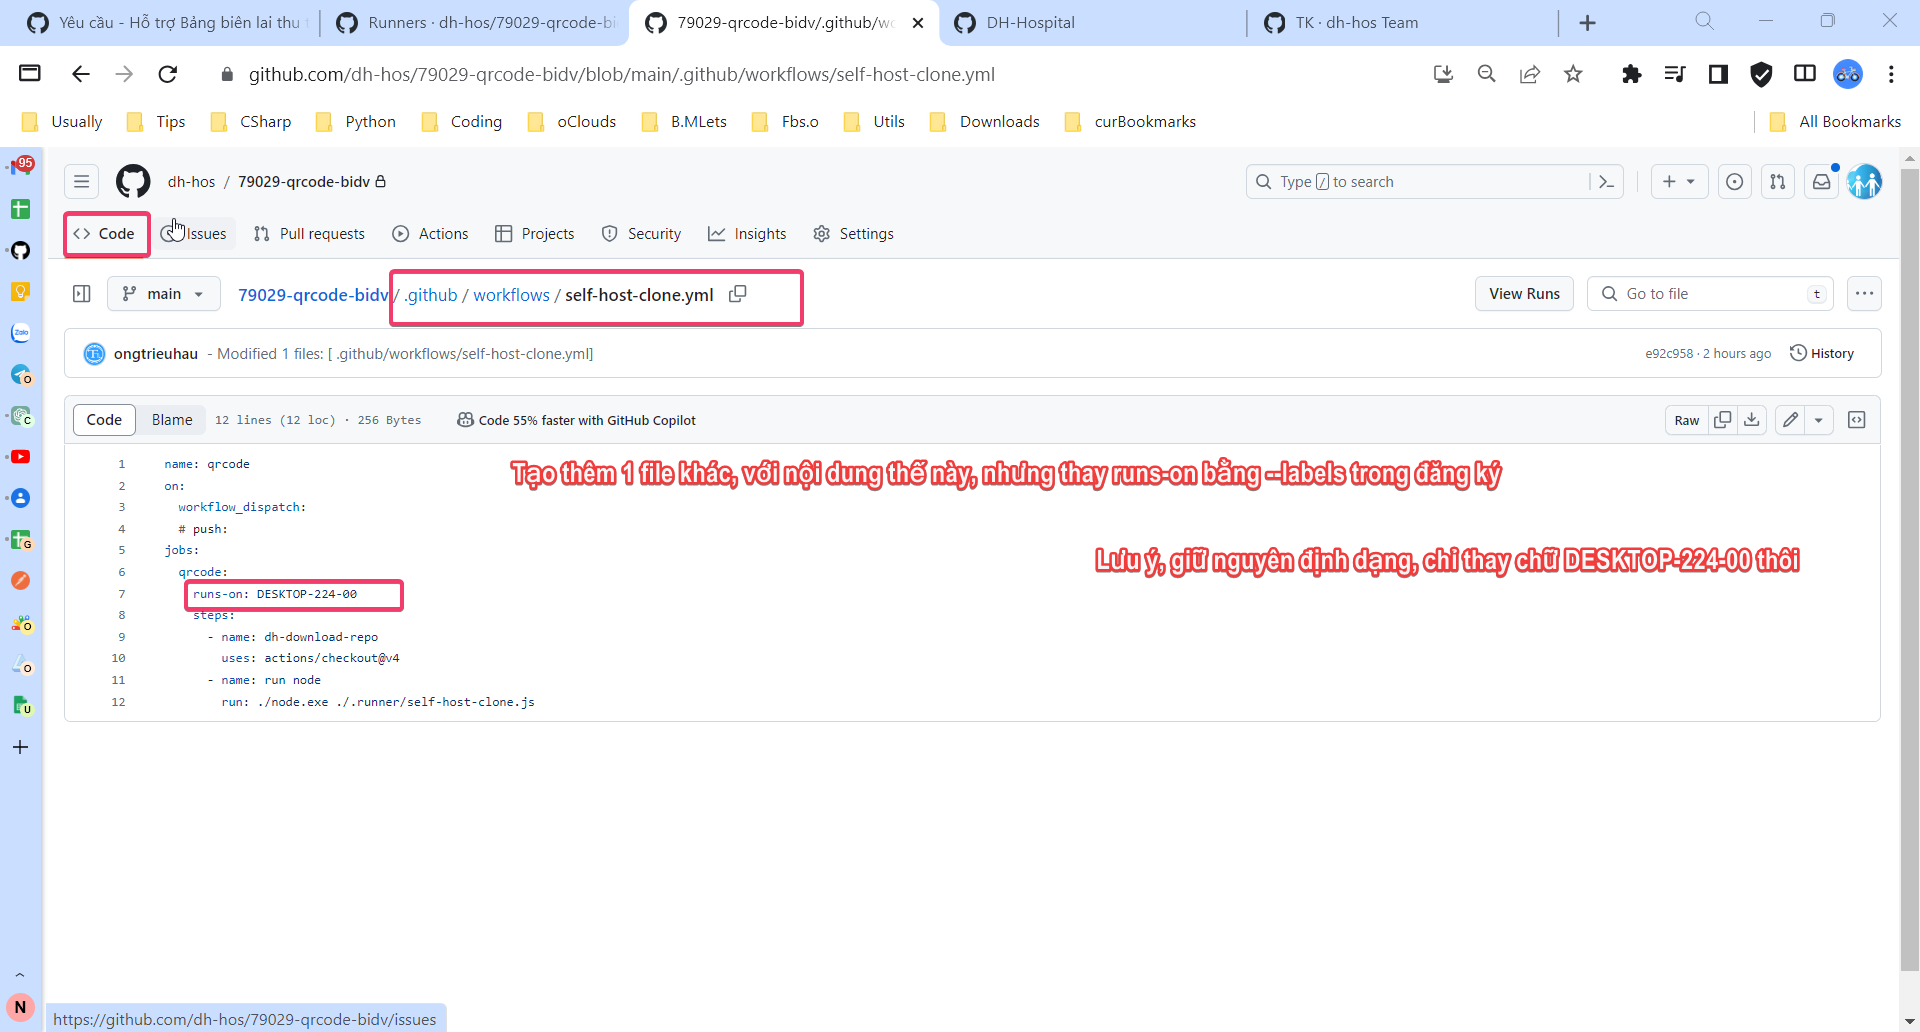 Yêu cầu - Hỗ trợ Bảng biên lai thu
Runners · dh-hos/79029-qrcode-bi
79029-qrcode-bidv/.github/wo
DH-Hospital
TK · dh-hos Team
github.com/dh-hos/79029-qrcode-bidv/blob/main/.github/workflows/self-host-clone.yml
Usually
Tips
CSharp
Python
Coding
oClouds
B.MLets
Fbs.o
Utils
Downloads
curBookmarks
All Bookmarks
95
dh-hos / 79029-qrcode-bidv
Type / to search
Code
Issues
Pull requests
Actions
Projects
Security
Insights
Settings
main
79029-qrcode-bidv / .github / workflows / self-host-clone.yml
View Runs
Go to file
t
Zalo
ongtrieuhau - Modified 1 files: [ .github/workflows/self-host-clone.yml]
e92c958 · 2 hours ago
History
O
C
G
O
O
U
Code
Blame
12 lines (12 loc) · 256 Bytes
Code 55% faster with GitHub Copilot
Raw
1 name: qrcode
2 on:
3 workflow_dispatch:
4 # push:
5 jobs:
6 qrcode:
7 runs-on: DESKTOP-224-00
8 steps:
9 - name: dh-download-repo
10 uses: actions/checkout@v4
11 - name: run node
12 run: ./node.exe ./.runner/self-host-clone.js
Tạo thêm 1 file khác, với nội dung thế này, nhưng thay runs-on bằng --labels trong đăng ký
Lưu ý, giữ nguyên định dạng, chỉ thay chữ DESKTOP-224-00 thôi
N
https://github.com/dh-hos/79029-qrcode-bidv/issues